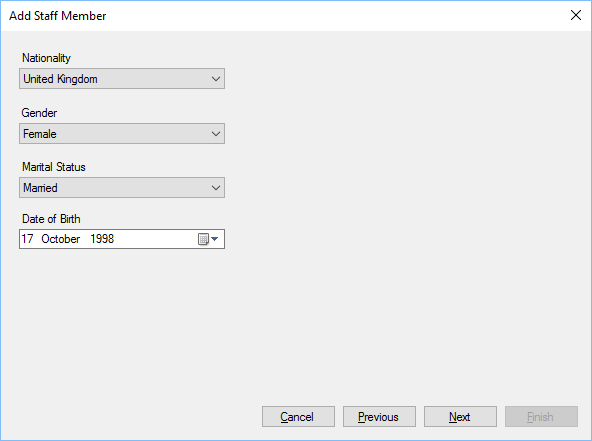 Add Staff Member
Nationality
United Kingdom
Gender
Female
Marital Status
Married
Date of Birth
17 October 1998
Cancel Previous Next Finish